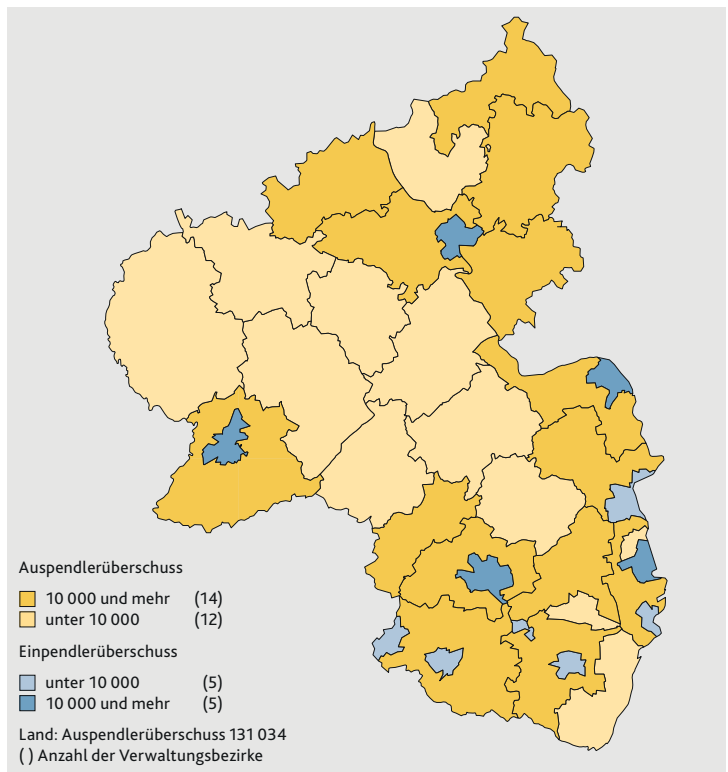 Auspendlerüberschuss
10 000 und mehr (14)
unter 10 000 (12)
Einpendlerüberschuss
unter 10 000 (5)
10 000 und mehr (5)
Land: Auspendlerüberschuss 131 034
( ) Anzahl der Verwaltungsbezirke